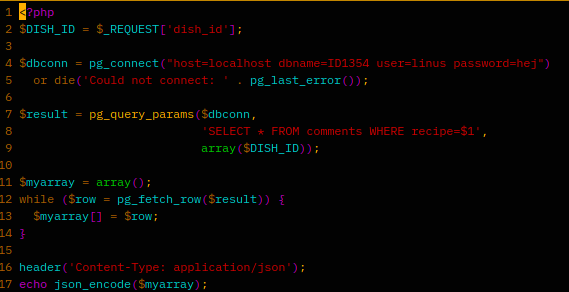 1 <?php
2 $DISH_ID = $_REQUEST['dish_id'];
3
4 $dbconn = pg_connect("host=localhost dbname=ID1354 user=linus password=hej")
5   or die('Could not connect: ' . pg_last_error());
6
7 $result = pg_query_params($dbconn,
8                           'SELECT * FROM comments WHERE recipe=$1',
9                           array($DISH_ID));
10
11 $myarray = array();
12 while ($row = pg_fetch_row($result)) {
13   $myarray[] = $row;
14 }
15
16 header('Content-Type: application/json');
17 echo json_encode($myarray);